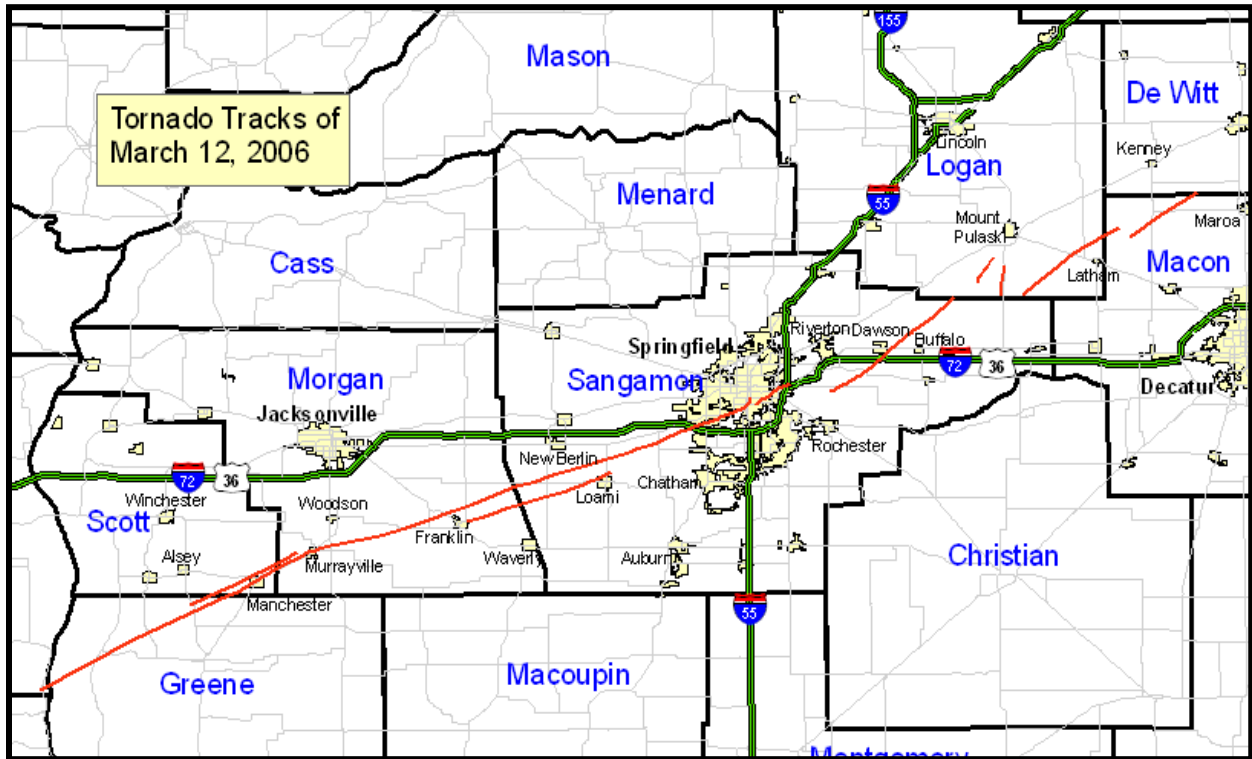 155
Mason
De Witt
Tornado Tracks of
March 12, 2006
Lincoln
Kenney
Logan
Menard
55
Mount
Pulaski
Maroa
Cass
Latham
Macon
Riverton
Dawson
Buffalo
Springfield
72
36
Morgan
Sangamon
Decatur
Jacksonville
Rochester
New Berlin
72
36
Chatham
Loami
Winchester
Woodson
Scott
Franklin
Waverly
Auburn
Alsey
Murrayville
Christian
Manchester
55
Greene
Macoupin
Montgomery